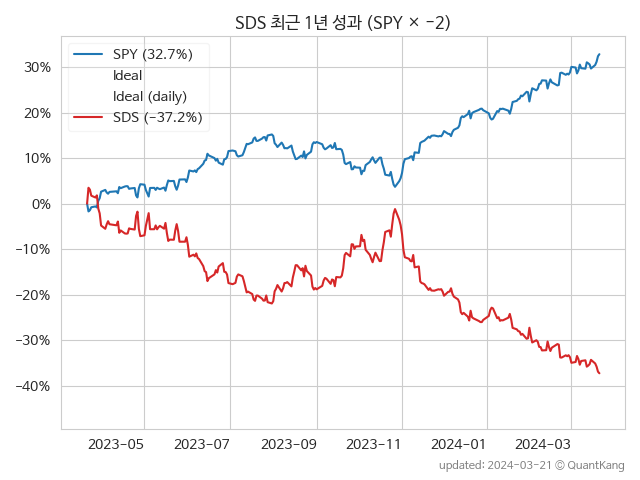 SDS 최근 1년 성과 (SPY × −2)
SPY (32.7%)
Ideal
Ideal (daily)
SDS (−37.2%)
30%
20%
10%
0%
−10%
−20%
−30%
−40%
2023−05
2023−07
2023−09
2023−11
2024−01
2024−03
updated: 2024-03-21 © QuantKang